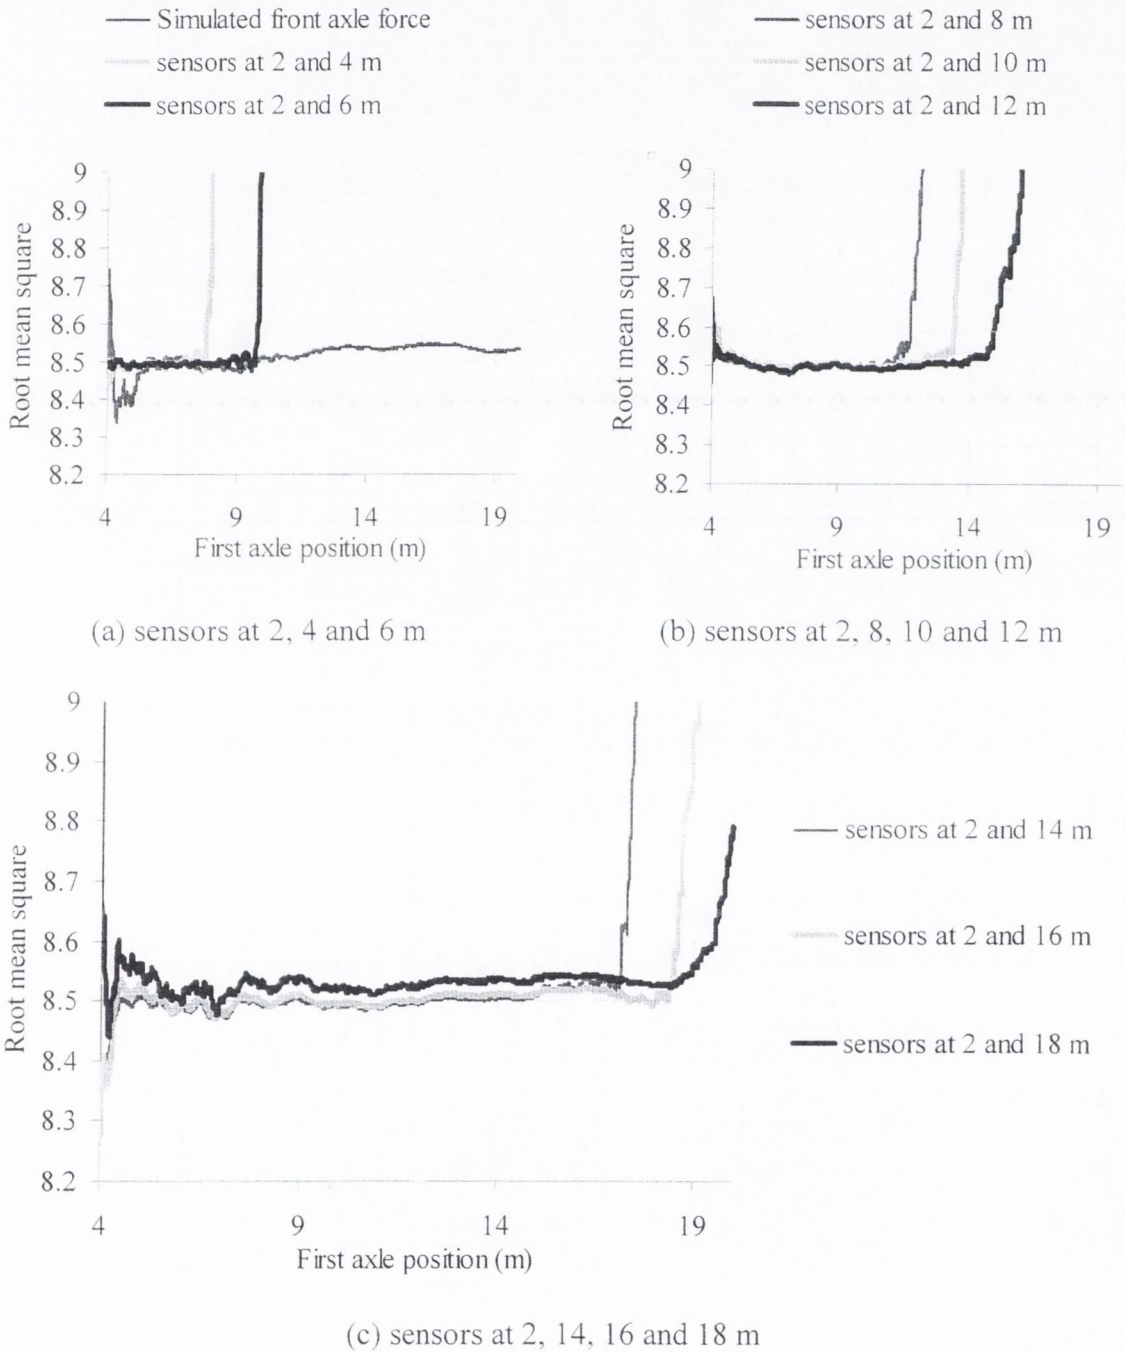 Simulated front axle force
sensors at 2 and 4 m
sensors at 2 and 6 m
sensors at 2 and 8 m
sensors at 2 and 10 m
sensors at 2 and 12 m
9
8.9
8.8
8.7
8.6
8.5
8.4
8.3
8.2
Root mean square
4 9 14 19
First axle position (m)
(a) sensors at 2, 4 and 6 m
9
8.9
8.8
8.7
8.6
8.5
8.4
8.3
8.2
Root mean square
4 9 14 19
First axle position (m)
(b) sensors at 2, 8, 10 and 12 m
9
8.9
8.8
8.7
8.6
8.5
8.4
8.3
8.2
Root mean square
4 9 14 19
First axle position (m)
sensors at 2 and 14 m
sensors at 2 and 16 m
sensors at 2 and 18 m
(c) sensors at 2, 14, 16 and 18 m